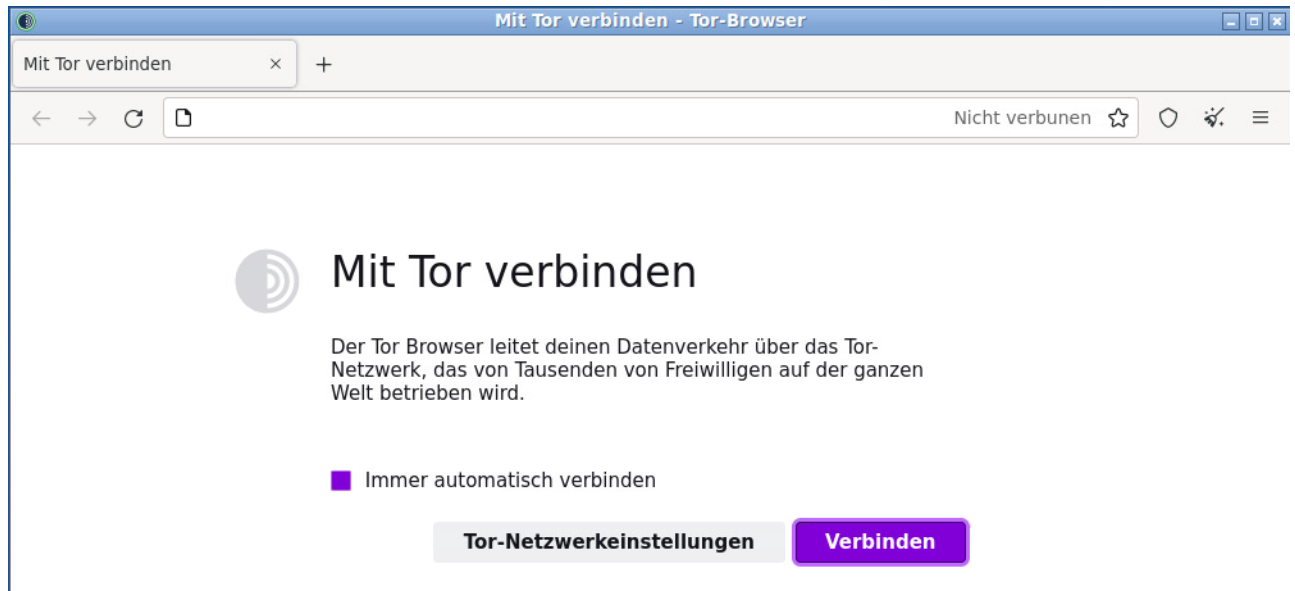 Mit Tor verbinden - Tor-Browser
Mit Tor verbinden
Nicht verbunen
Mit Tor verbinden
Der Tor Browser leitet deinen Datenverkehr über das Tor-
Netzwerk, das von Tausenden von Freiwilligen auf der ganzen
Welt betrieben wird.
Immer automatisch verbinden
Tor-Netzwerkeinstellungen Verbinden